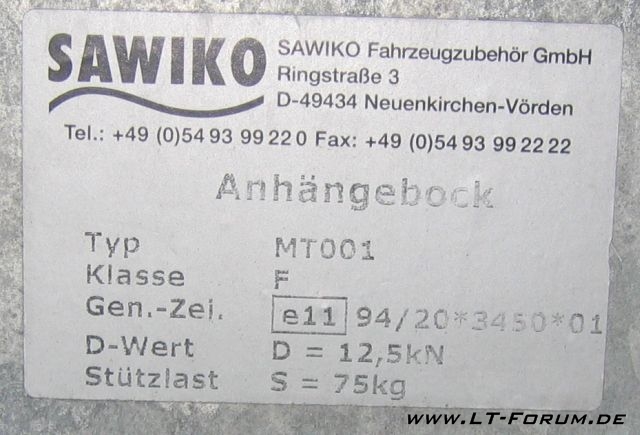 SAWIKO
SAWIKO Fahrzeugzubehör GmbH
Ringstraße 3
D-49434 Neuenkirchen-Vörden
Tel.: +49 (0)54 93 99 22 0 Fax: +49 (0)54 93 99 22 22
Anhängebock
Typ MT001
Klasse F
Gen.-Zei. e11 94/20*3450*01
D-Wert D = 12,5kN
Stützlast S = 75kg
www.LT-Forum.de